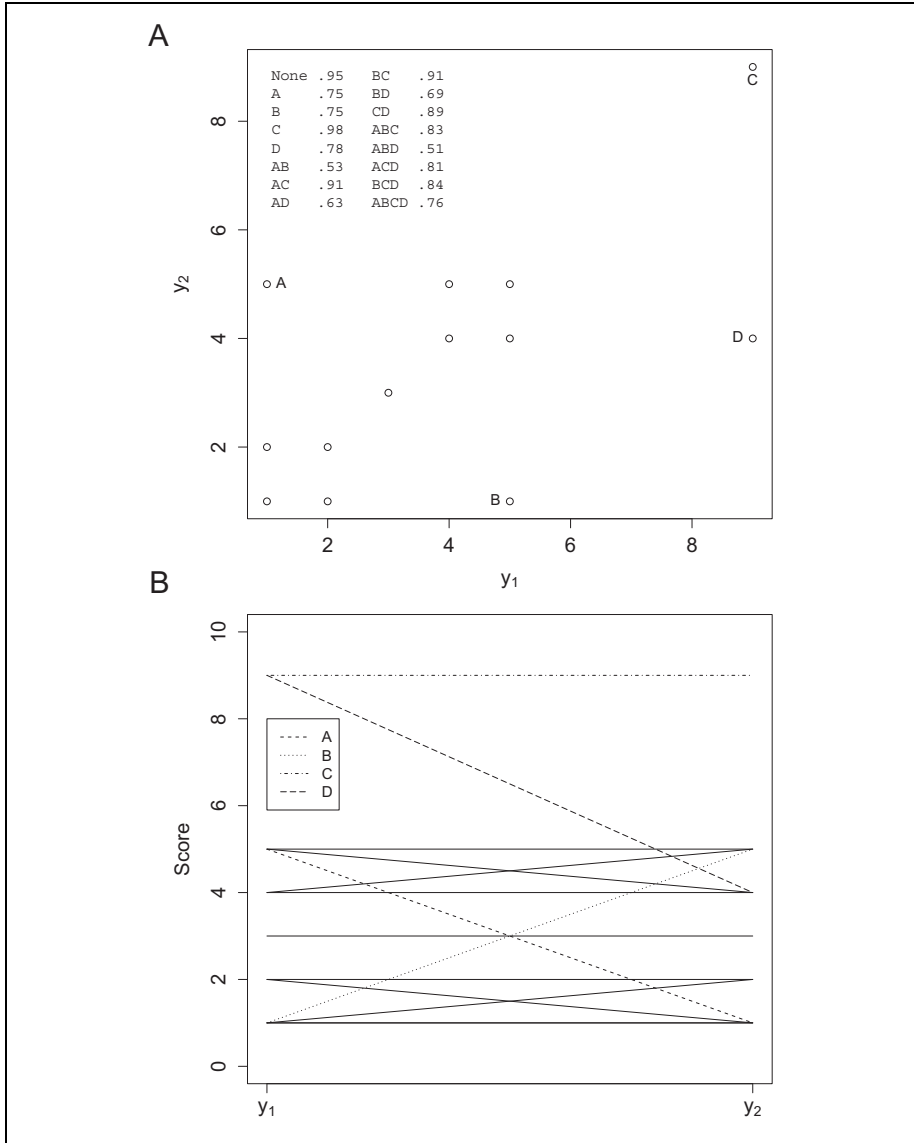 A
None .95 BC .91
A .75 BD .69
B .75 CD .89
C .98 ABC .83
D .78 ABD .51
AB .53 ACD .81
AC .91 BCD .84
AD .63 ABCD .76
C
A
D
B
8
6
4
2
y₂
2 4 6 8
y₁
B
10
8
6
4
2
0
Score
A
B
C
D
y₁ y₂